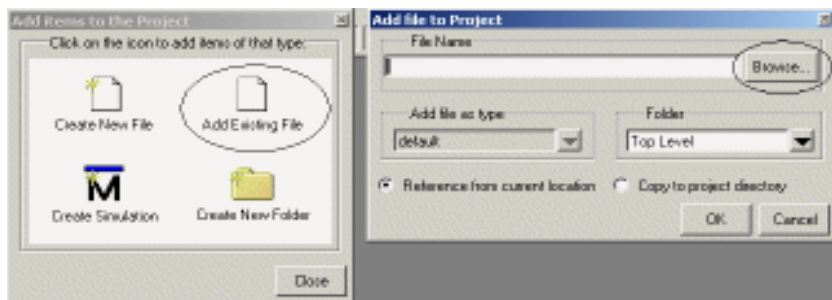 Add items to the Project
Click on the icon to add items of that type:
Create New File
Add Existing File
Create Simulation
Create New Folder
Close
Add file to Project
File Name
Browse...
Add file as type
default
Folder
Top Level
Reference from current location
Copy to project directory
OK
Cancel